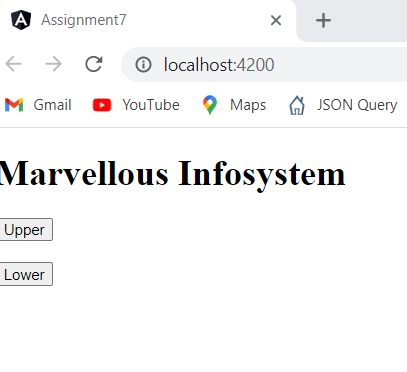 Assignment7
localhost:4200
Gmail YouTube Maps JSON Query
Marvellous Infosystem
Upper
Lower